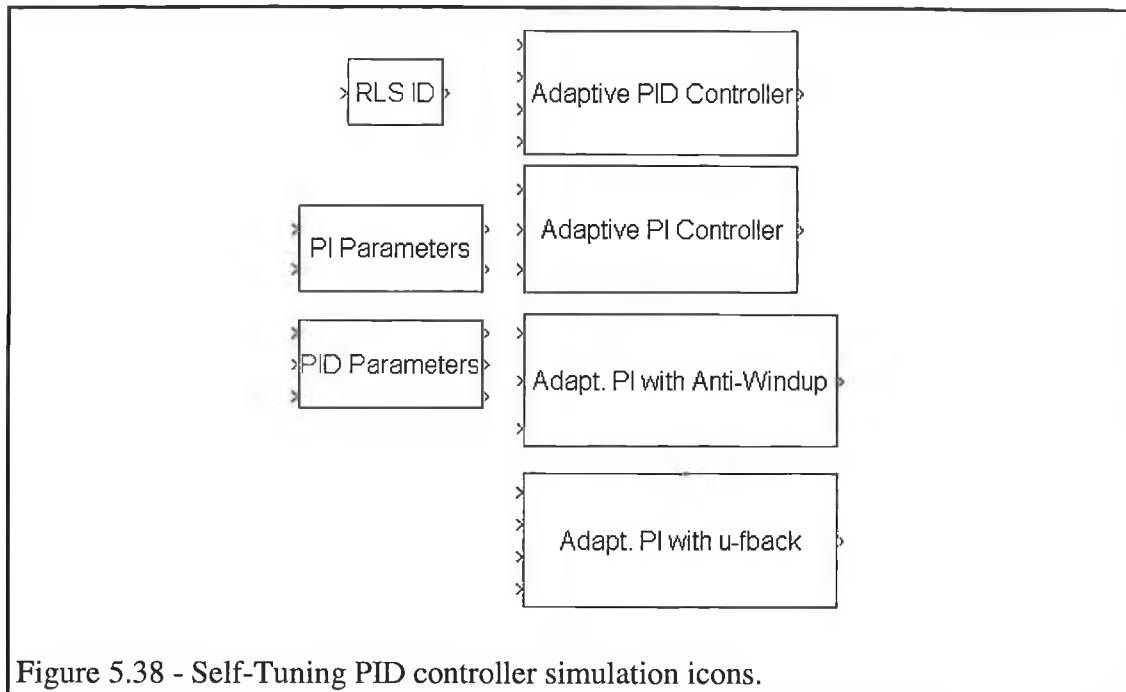 RLS ID
Adaptive PID Controller
PI Parameters
Adaptive PI Controller
PID Parameters
Adapt. PI with Anti-Windup
Adapt. PI with u-fback
Figure 5.38 - Self-Tuning PID controller simulation icons.